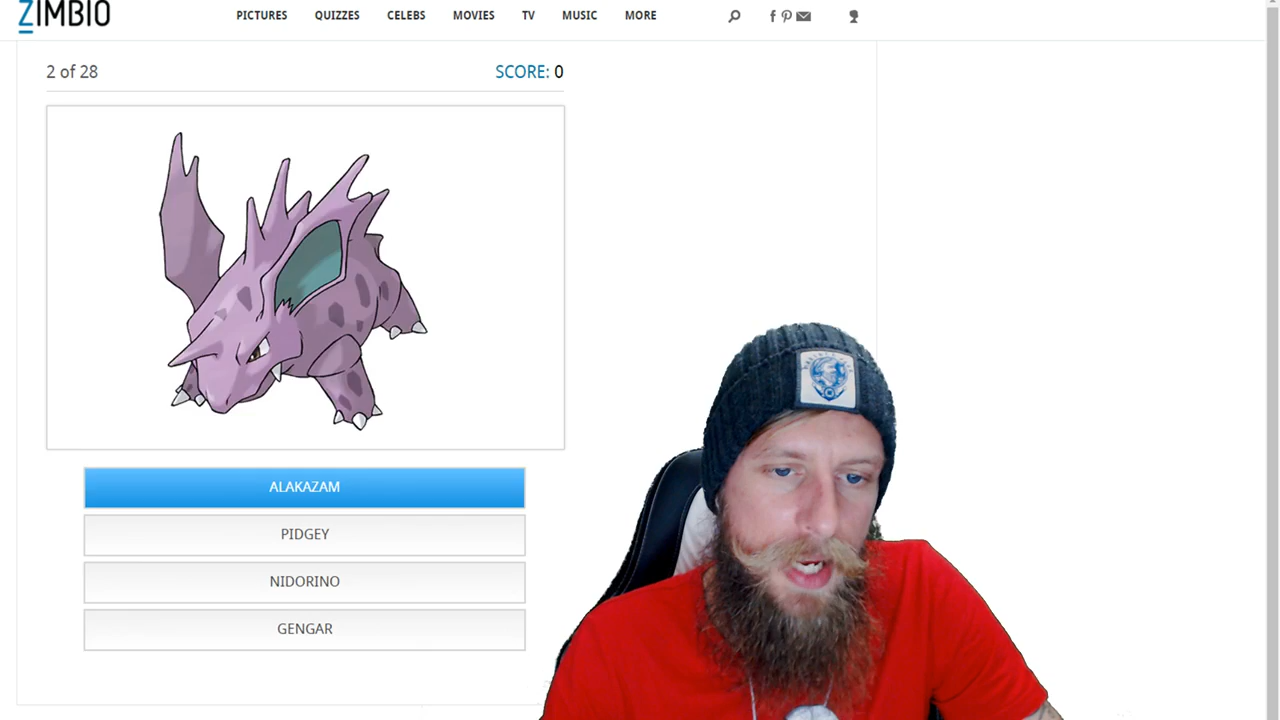 ZIMBIO
PICTURES QUIZZES CELEBS MOVIES TV MUSIC MORE
2 of 28 SCORE: 0
ALAKAZAM
PIDGEY
NIDORINO
GENGAR